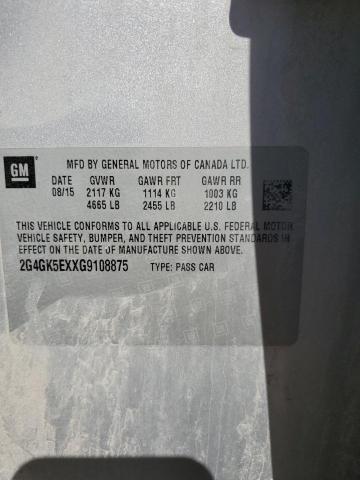 GM
MFD BY GENERAL MOTORS OF CANADA LTD.
DATE GVWR GAWR FRT GAWR RR
08/15 2117 KG 1114 KG 1003 KG
4665 LB 2455 LB 2210 LB
THIS VEHICLE CONFORMS TO ALL APPLICABLE U.S. FEDERAL MOTOR
VEHICLE SAFETY, BUMPER, AND THEFT PREVENTION STANDARDS IN
EFFECT ON THE DATE OF MANUFACTURE SHOWN ABOVE.
2G4GK5EXXG9108875 TYPE: PASS CAR